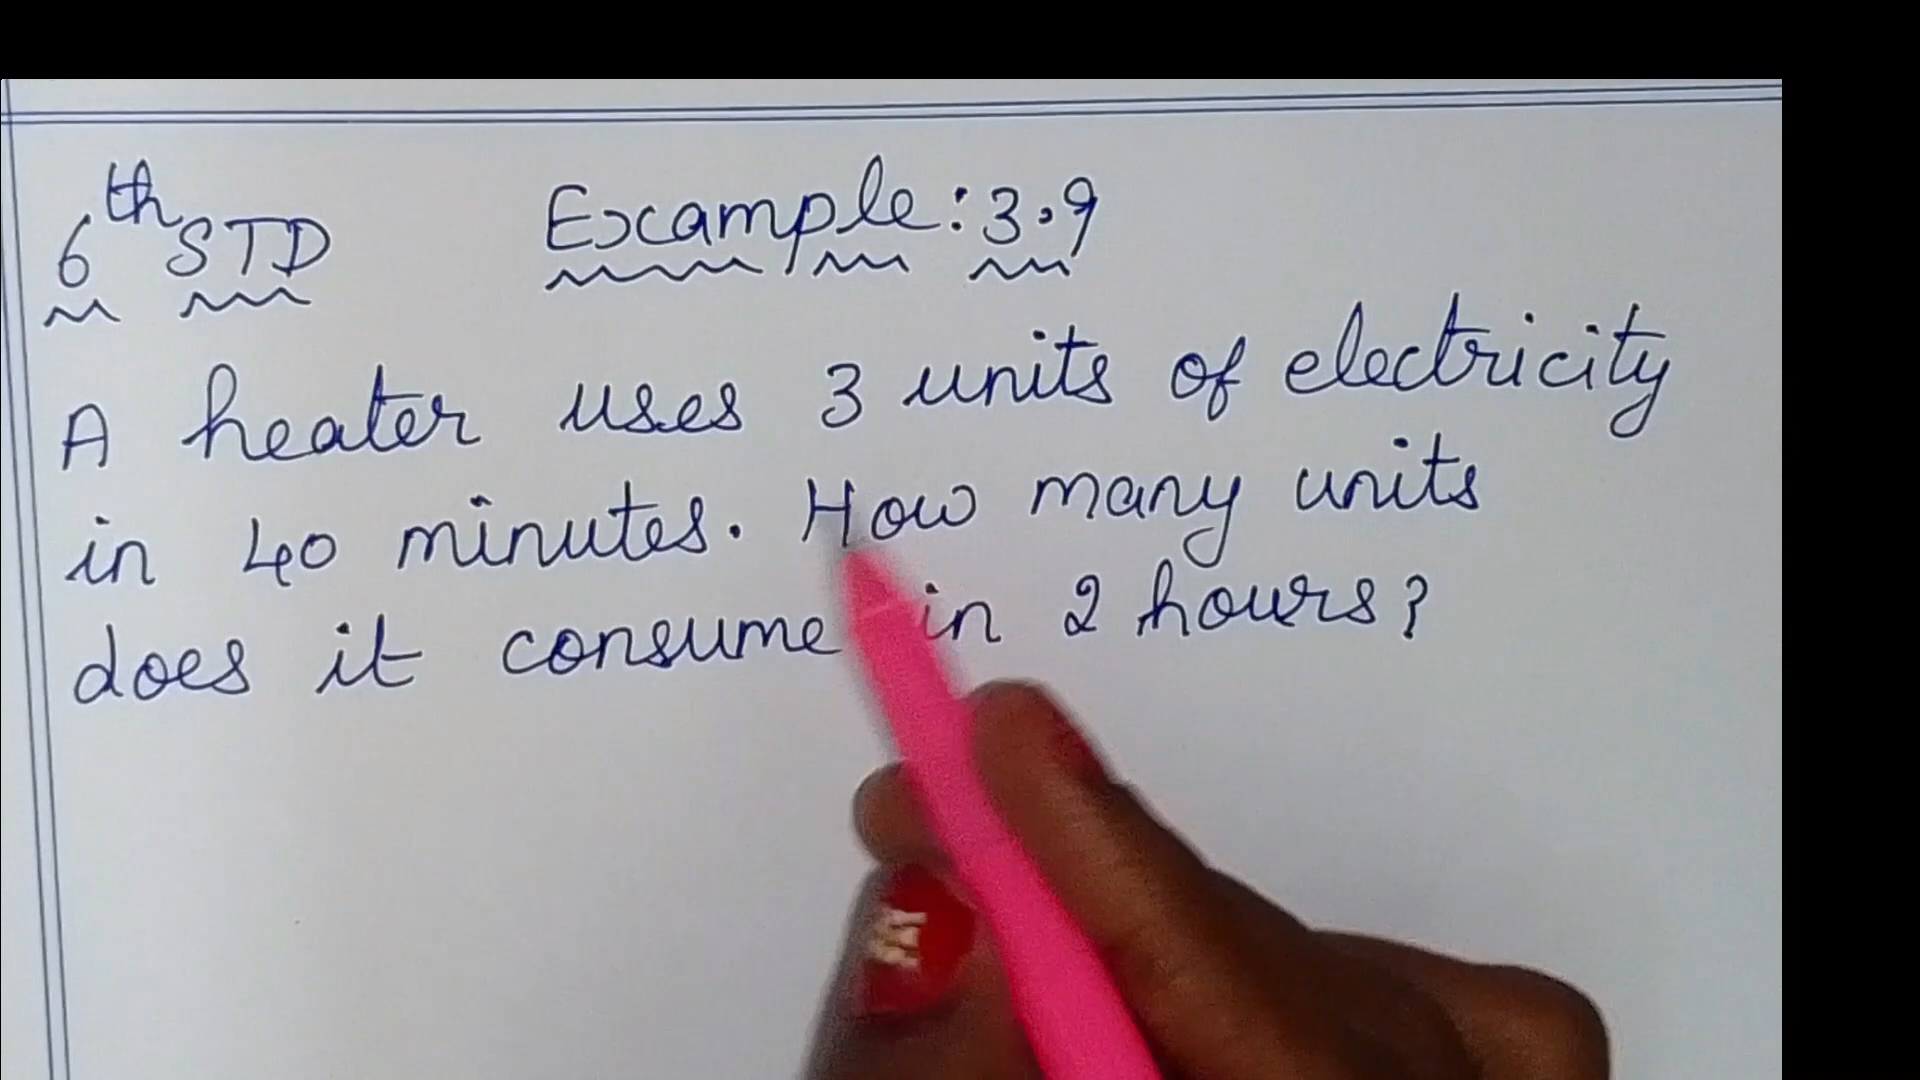 6th STD Example: 3.9
A heater uses 3 units of electricity
in 40 minutes. How many units
does it consume in 2 hours?